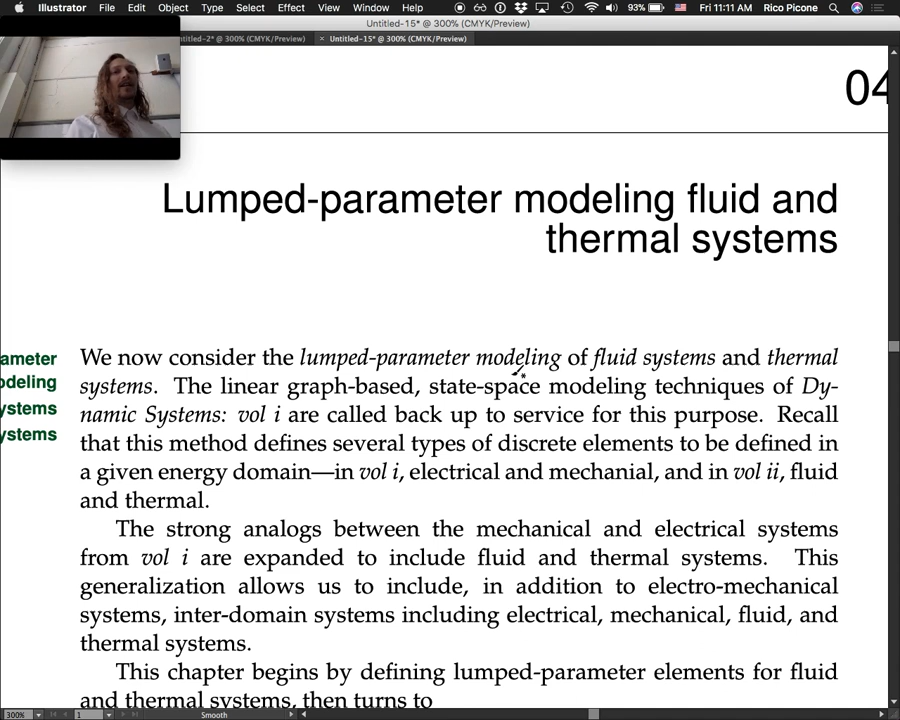 Illustrator File Edit Object Type Select Effect View Window Help 93% Fri 11:11 AM Rico Picone
Untitled-15* @ 300% (CMYK/Preview)
ntitled-2* @ 300% (CMYK/Preview) × Untitled-15* @ 300% (CMYK/Preview)
04
Lumped-parameter modeling fluid and
thermal systems
ameter
odeling
ystems
ystems
We now consider the lumped-parameter modeling of fluid systems and thermal
systems. The linear graph-based, state-space modeling techniques of Dy-
namic Systems: vol i are called back up to service for this purpose. Recall
that this method defines several types of discrete elements to be defined in
a given energy domain—in vol i, electrical and mechanial, and in vol ii, fluid
and thermal.
The strong analogs between the mechanical and electrical systems
from vol i are expanded to include fluid and thermal systems. This
generalization allows us to include, in addition to electro-mechanical
systems, inter-domain systems including electrical, mechanical, fluid, and
thermal systems.
This chapter begins by defining lumped-parameter elements for fluid
and thermal systems, then turns to
300% 1 Smooth